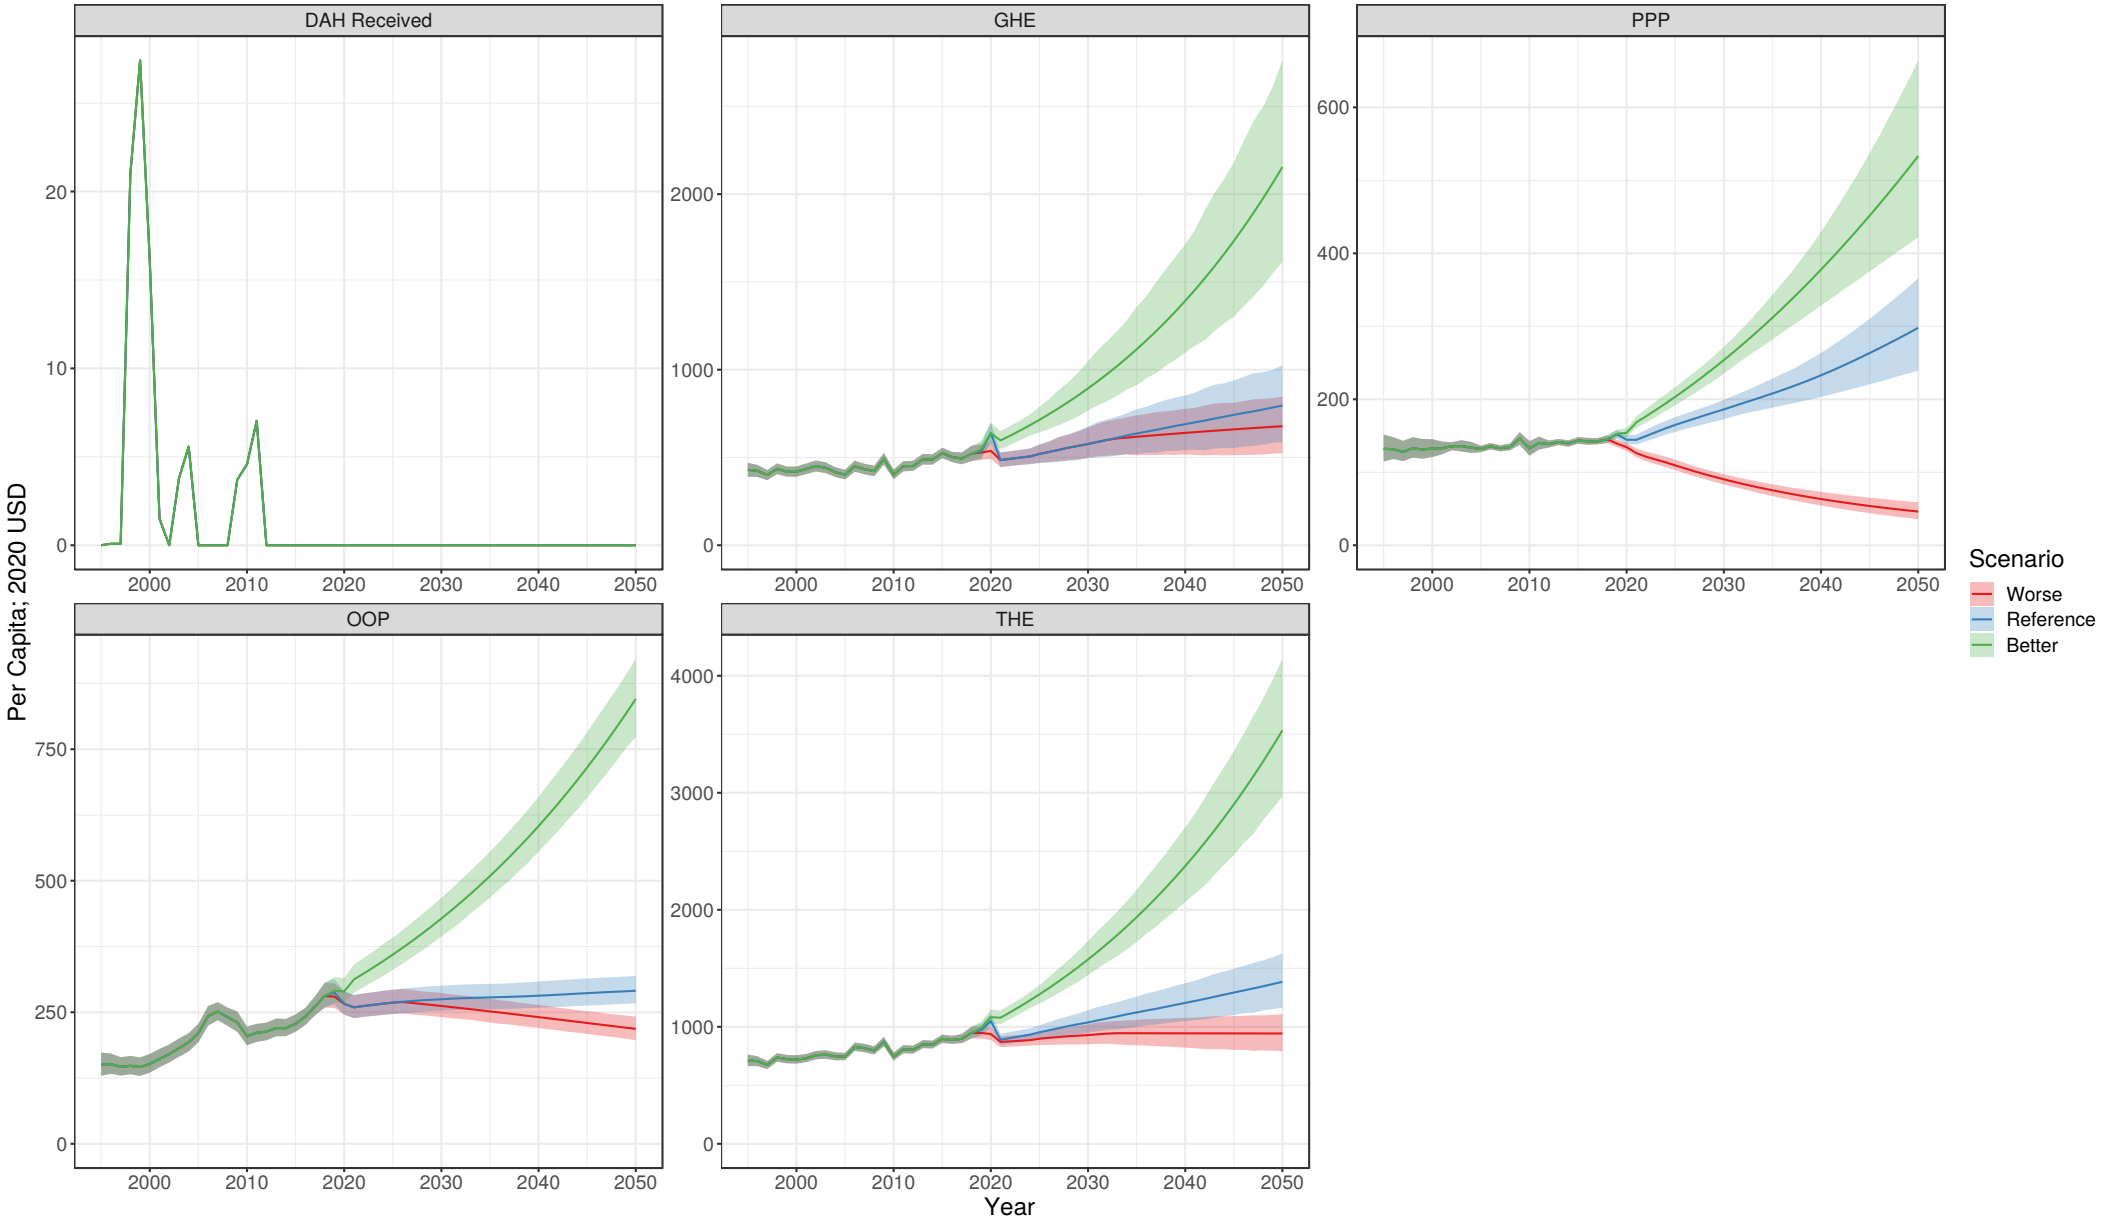 DAH Received
GHE
PPP
20
10
0
2000
1000
0
600
400
200
0
2000 2010 2020 2030 2040 2050
2000 2010 2020 2030 2040 2050
2000 2010 2020 2030 2040 2050
OOP
THE
750
500
250
0
4000
3000
2000
1000
0
2000 2010 2020 2030 2040 2050
2000 2010 2020 2030 2040 2050
Per Capita; 2020 USD
Year
Scenario
Worse
Reference
Better